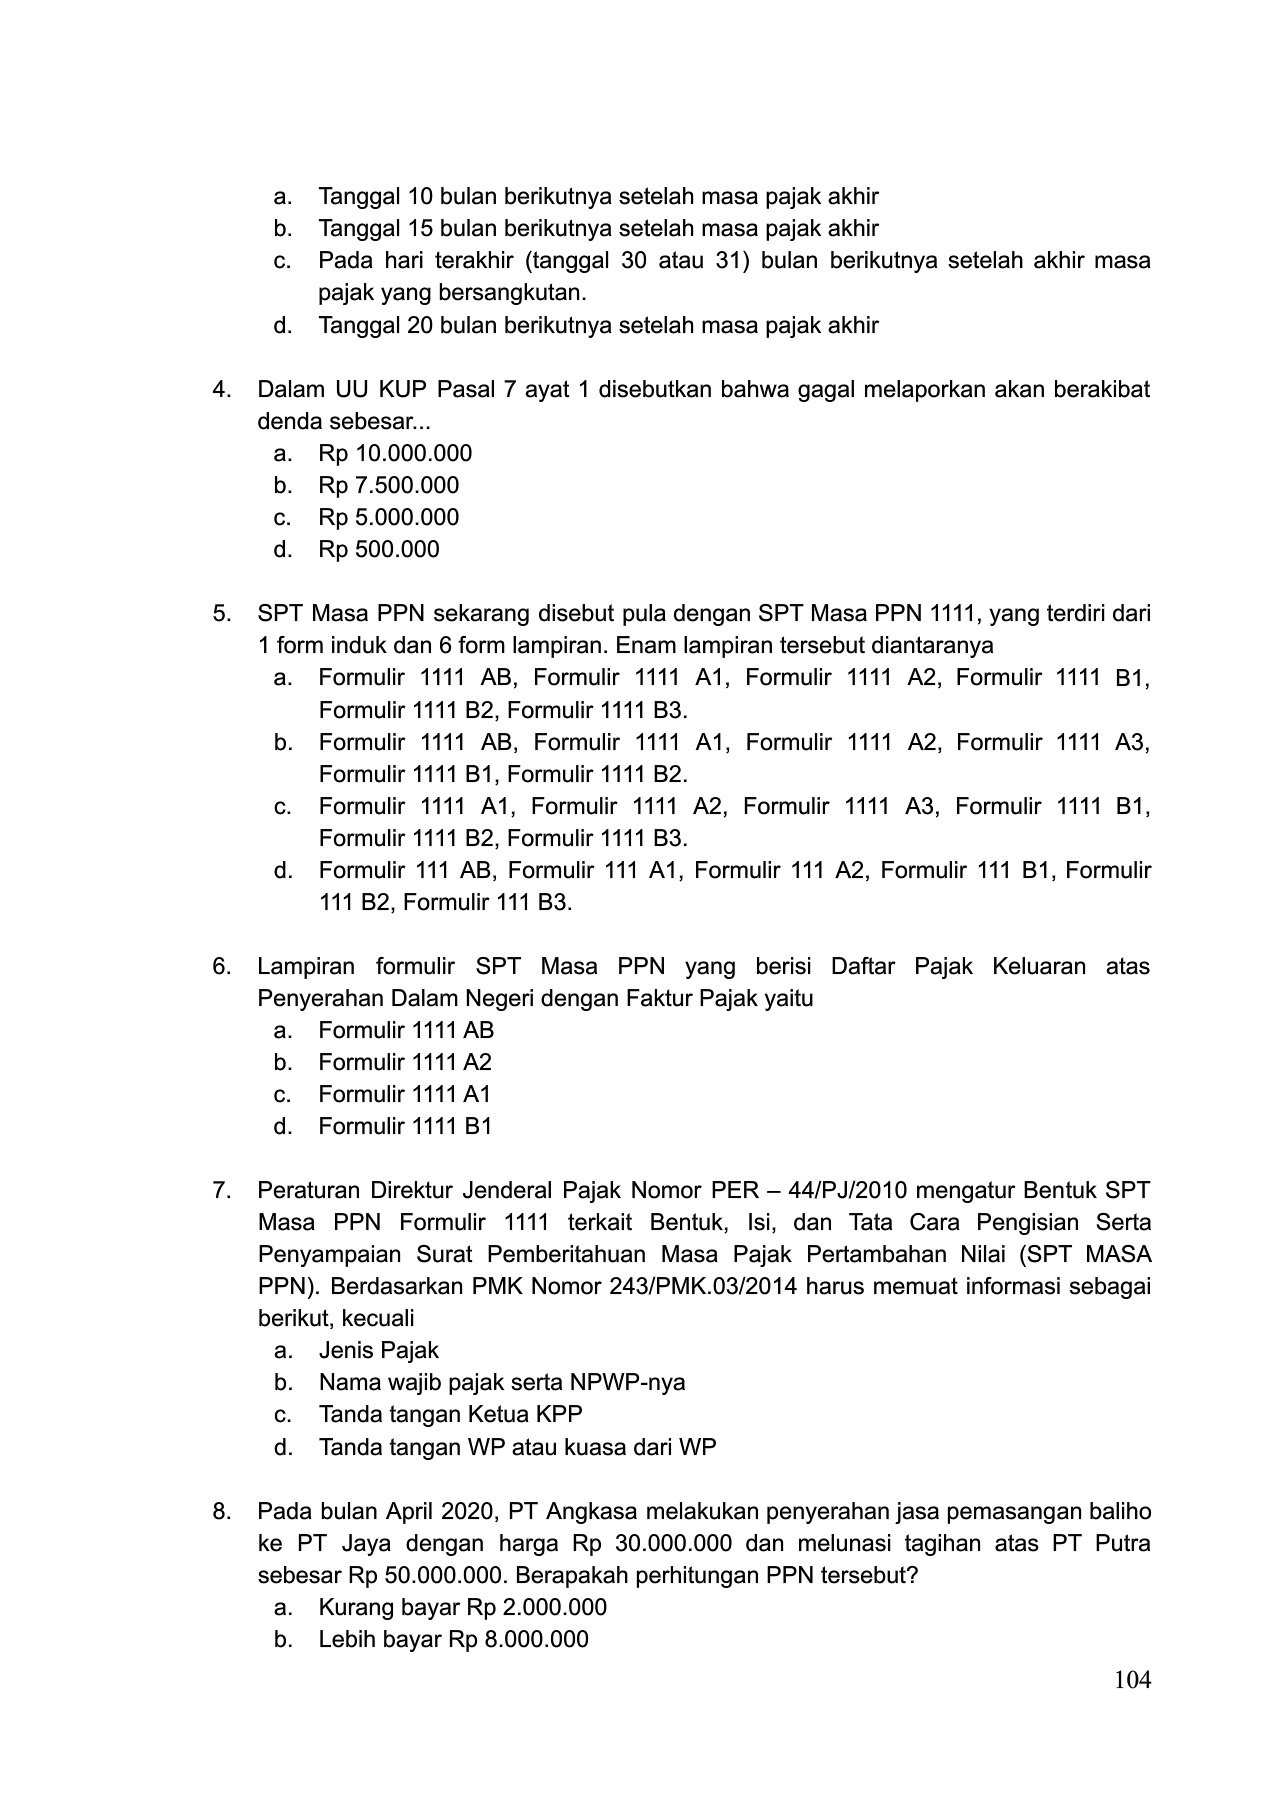 a. Tanggal 10 bulan berikutnya setelah masa pajak akhir
b. Tanggal 15 bulan berikutnya setelah masa pajak akhir
c. Pada hari terakhir (tanggal 30 atau 31) bulan berikutnya setelah akhir masa
pajak yang bersangkutan.
d. Tanggal 20 bulan berikutnya setelah masa pajak akhir
4. Dalam UU KUP Pasal 7 ayat 1 disebutkan bahwa gagal melaporkan akan berakibat
denda sebesar...
a. Rp 10.000.000
b. Rp 7.500.000
c. Rp 5.000.000
d. Rp 500.000
5. SPT Masa PPN sekarang disebut pula dengan SPT Masa PPN 1111, yang terdiri dari
1 form induk dan 6 form lampiran. Enam lampiran tersebut diantaranya
a. Formulir 1111 AB, Formulir 1111 A1, Formulir 1111 A2, Formulir 1111 B1,
Formulir 1111 B2, Formulir 1111 B3.
b. Formulir 1111 AB, Formulir 1111 A1, Formulir 1111 A2, Formulir 1111 A3,
Formulir 1111 B1, Formulir 1111 B2.
c. Formulir 1111 A1, Formulir 1111 A2, Formulir 1111 A3, Formulir 1111 B1,
Formulir 1111 B2, Formulir 1111 B3.
d. Formulir 111 AB, Formulir 111 A1, Formulir 111 A2, Formulir 111 B1, Formulir
111 B2, Formulir 111 B3.
6. Lampiran formulir SPT Masa PPN yang berisi Daftar Pajak Keluaran atas
Penyerahan Dalam Negeri dengan Faktur Pajak yaitu
a. Formulir 1111 AB
b. Formulir 1111 A2
c. Formulir 1111 A1
d. Formulir 1111 B1
7. Peraturan Direktur Jenderal Pajak Nomor PER – 44/PJ/2010 mengatur Bentuk SPT
Masa PPN Formulir 1111 terkait Bentuk, Isi, dan Tata Cara Pengisian Serta
Penyampaian Surat Pemberitahuan Masa Pajak Pertambahan Nilai (SPT MASA
PPN). Berdasarkan PMK Nomor 243/PMK.03/2014 harus memuat informasi sebagai
berikut, kecuali
a. Jenis Pajak
b. Nama wajib pajak serta NPWP-nya
c. Tanda tangan Ketua KPP
d. Tanda tangan WP atau kuasa dari WP
8. Pada bulan April 2020, PT Angkasa melakukan penyerahan jasa pemasangan baliho
ke PT Jaya dengan harga Rp 30.000.000 dan melunasi tagihan atas PT Putra
sebesar Rp 50.000.000. Berapakah perhitungan PPN tersebut?
a. Kurang bayar Rp 2.000.000
b. Lebih bayar Rp 8.000.000
104